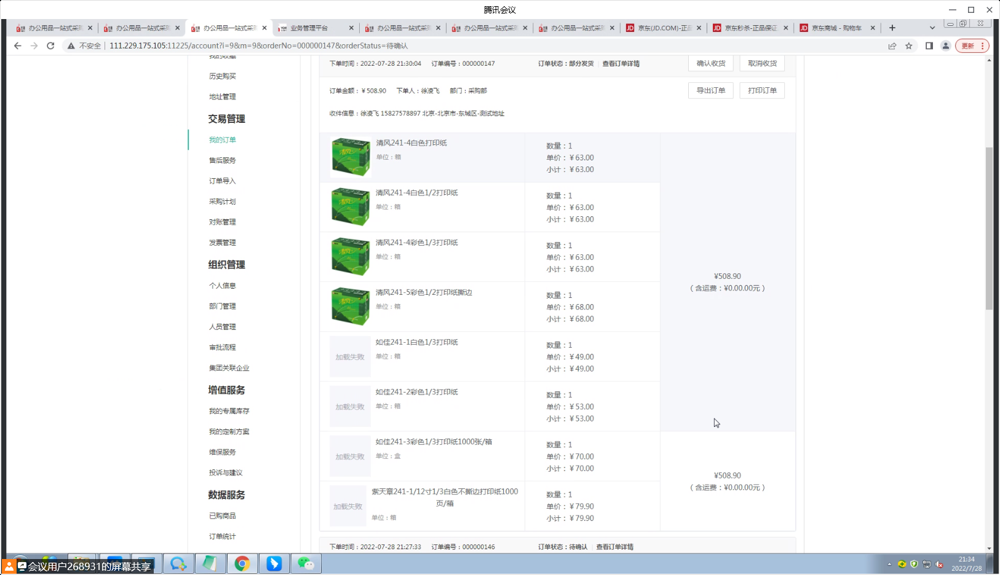 腾讯会议
办公用品一站式采
办公用品一站式采
办公用品一站式采
业务管理平台
办公用品一站式采
办公用品一站式采
办公用品一站式采
京东(JD.COM)-正品
京东秒杀-正品保证
京东商城 - 购物车
不安全
111.229.175.105:11225/account?i=9&m=9&orderNo=000000147&orderStatus=待确认
更新
我的收藏
历史购买
地址管理
交易管理
我的订单
售后服务
订单导入
采购计划
对账管理
发票管理
组织管理
个人信息
部门管理
人员管理
审批流程
集团关联企业
增值服务
我的专属库存
我的定制方案
维保服务
投诉与建议
数据服务
已购商品
订单统计
下单时间：2022-07-28 21:30:04 订单编号：000000147 订单状态：部分发货 查看订单详情 确认收货 取消收货
订单金额：￥508.90 下单人：徐凌飞 部门：采购部 导出订单 打印订单
收件信息：徐凌飞 15827578897 北京-北京市-东城区-测试地址
清风241-4白色打印纸
单位：箱
数量：1
单价：￥63.00
小计：￥63.00
清风241-4白色1/2打印纸
单位：箱
数量：1
单价：￥63.00
小计：￥63.00
清风241-4彩色1/3打印纸
单位：箱
数量：1
单价：￥63.00
小计：￥63.00
清风241-5彩色1/2打印纸撕边
单位：箱
数量：1
单价：￥68.00
小计：￥68.00
加载失败
如佳241-1白色1/3打印纸
单位：箱
数量：1
单价：￥49.00
小计：￥49.00
加载失败
如佳241-2彩色1/3打印纸
单位：箱
数量：1
单价：￥53.00
小计：￥53.00
¥508.90
（含运费：¥0.00.00元）
加载失败
如佳241-3彩色1/3打印纸1000张/箱
单位：盒
数量：1
单价：￥70.00
小计：￥70.00
加载失败
紫天章241-1/12寸1/3白色不撕边打印纸1000
页/箱
单位：箱
数量：1
单价：￥79.90
小计：￥79.90
¥508.90
（含运费：¥0.00.00元）
下单时间：2022-07-28 21:27:33 订单编号：000000146 订单状态：待确认 查看订单详情
会议用户268931的屏幕共享
21:34
2022/7/28